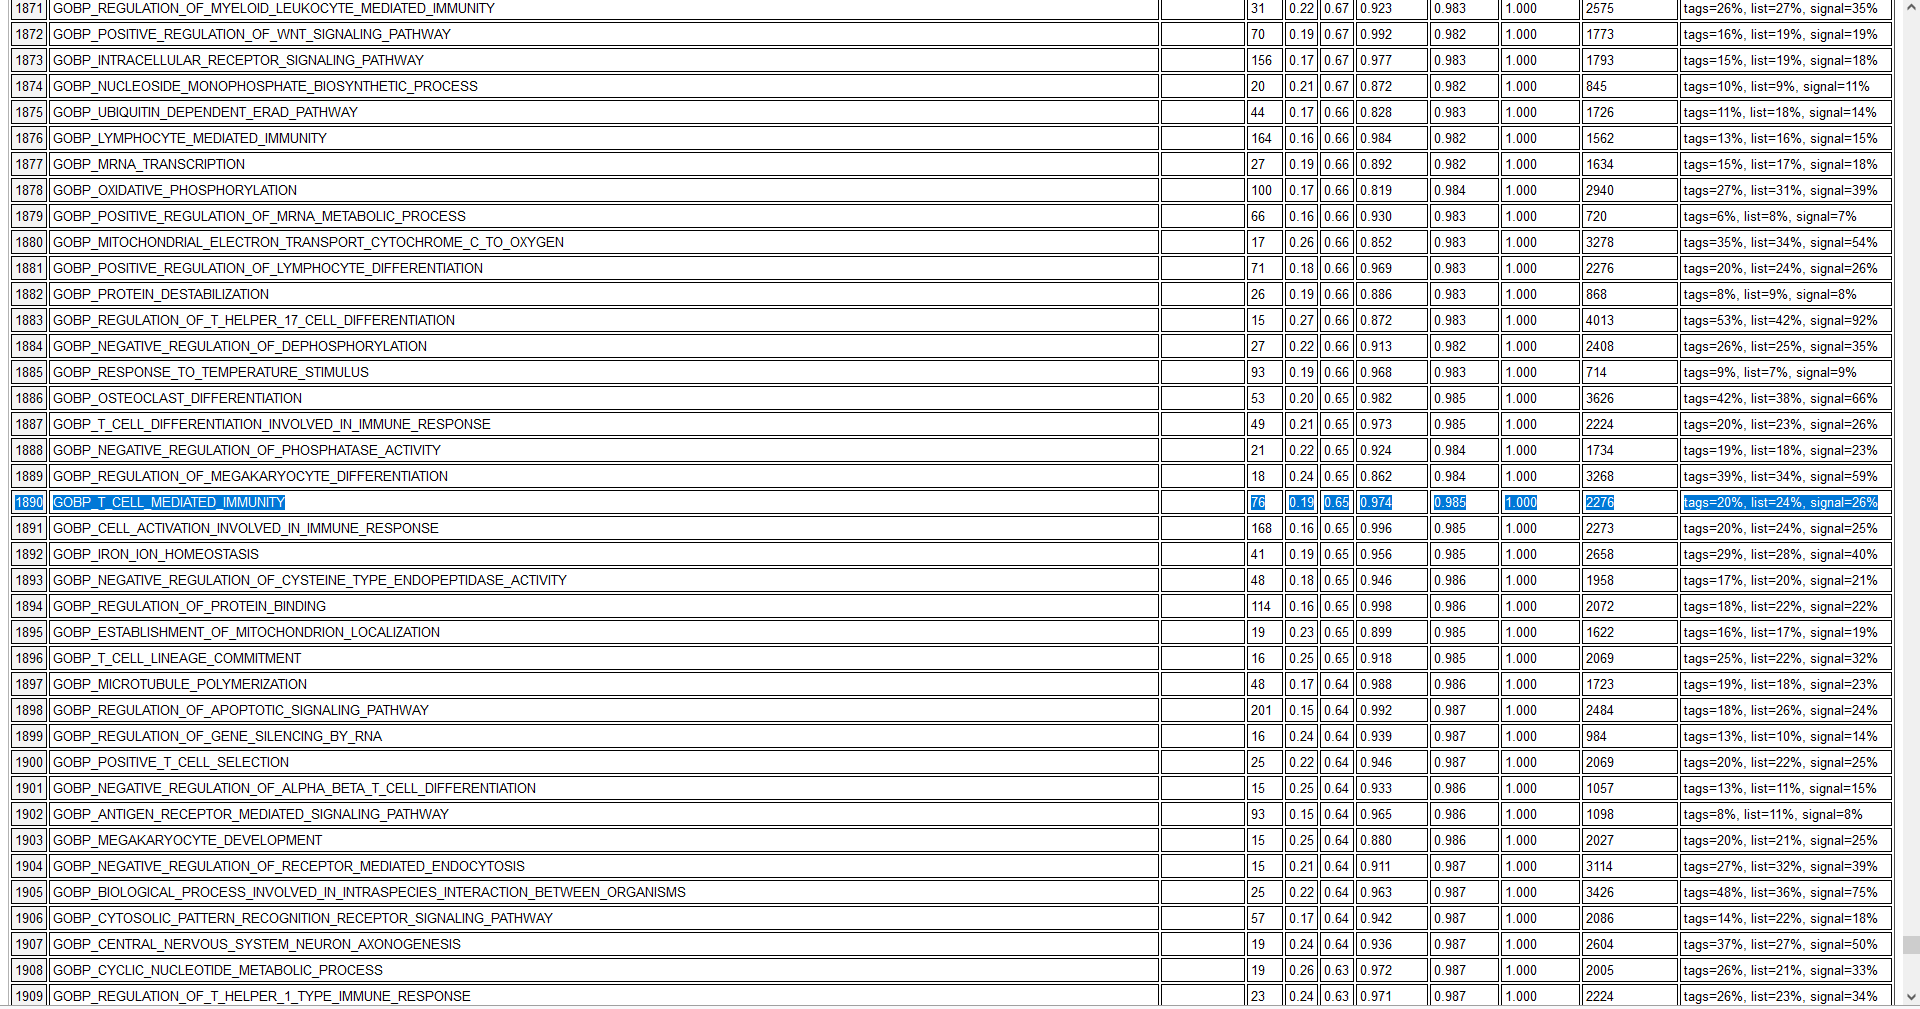 1871 GOBP_REGULATION_OF_MYELOID_LEUKOCYTE_MEDIATED_IMMUNITY 31 0.22 0.67 0.923 0.983 1.000 2575 tags=26%, list=27%, signal=35%
1872 GOBP_POSITIVE_REGULATION_OF_WNT_SIGNALING_PATHWAY 70 0.19 0.67 0.992 0.982 1.000 1773 tags=16%, list=19%, signal=19%
1873 GOBP_INTRACELLULAR_RECEPTOR_SIGNALING_PATHWAY 156 0.17 0.67 0.977 0.983 1.000 1793 tags=15%, list=19%, signal=18%
1874 GOBP_NUCLEOSIDE_MONOPHOSPHATE_BIOSYNTHETIC_PROCESS 20 0.21 0.67 0.872 0.982 1.000 845 tags=10%, list=9%, signal=11%
1875 GOBP_UBIQUITIN_DEPENDENT_ERAD_PATHWAY 44 0.17 0.66 0.828 0.983 1.000 1726 tags=11%, list=18%, signal=14%
1876 GOBP_LYMPHOCYTE_MEDIATED_IMMUNITY 164 0.16 0.66 0.984 0.982 1.000 1562 tags=13%, list=16%, signal=15%
1877 GOBP_MRNA_TRANSCRIPTION 27 0.19 0.66 0.892 0.982 1.000 1634 tags=15%, list=17%, signal=18%
1878 GOBP_OXIDATIVE_PHOSPHORYLATION 100 0.17 0.66 0.819 0.984 1.000 2940 tags=27%, list=31%, signal=39%
1879 GOBP_POSITIVE_REGULATION_OF_MRNA_METABOLIC_PROCESS 66 0.16 0.66 0.930 0.983 1.000 720 tags=6%, list=8%, signal=7%
1880 GOBP_MITOCHONDRIAL_ELECTRON_TRANSPORT_CYTOCHROME_C_TO_OXYGEN 17 0.26 0.66 0.852 0.983 1.000 3278 tags=35%, list=34%, signal=54%
1881 GOBP_POSITIVE_REGULATION_OF_LYMPHOCYTE_DIFFERENTIATION 71 0.18 0.66 0.969 0.983 1.000 2276 tags=20%, list=24%, signal=26%
1882 GOBP_PROTEIN_DESTABILIZATION 26 0.19 0.66 0.886 0.983 1.000 868 tags=8%, list=9%, signal=8%
1883 GOBP_REGULATION_OF_T_HELPER_17_CELL_DIFFERENTIATION 15 0.27 0.66 0.872 0.983 1.000 4013 tags=53%, list=42%, signal=92%
1884 GOBP_NEGATIVE_REGULATION_OF_DEPHOSPHORYLATION 27 0.22 0.66 0.913 0.982 1.000 2408 tags=26%, list=25%, signal=35%
1885 GOBP_RESPONSE_TO_TEMPERATURE_STIMULUS 93 0.19 0.66 0.968 0.983 1.000 714 tags=9%, list=7%, signal=9%
1886 GOBP_OSTEOCLAST_DIFFERENTIATION 53 0.20 0.65 0.982 0.985 1.000 3626 tags=42%, list=38%, signal=66%
1887 GOBP_T_CELL_DIFFERENTIATION_INVOLVED_IN_IMMUNE_RESPONSE 49 0.21 0.65 0.973 0.985 1.000 2224 tags=20%, list=23%, signal=26%
1888 GOBP_NEGATIVE_REGULATION_OF_PHOSPHATASE_ACTIVITY 21 0.22 0.65 0.924 0.984 1.000 1734 tags=19%, list=18%, signal=23%
1889 GOBP_REGULATION_OF_MEGAKARYOCYTE_DIFFERENTIATION 18 0.24 0.65 0.862 0.984 1.000 3268 tags=39%, list=34%, signal=59%
1890 GOBP_T_CELL_MEDIATED_IMMUNITY 76 0.19 0.65 0.974 0.985 1.000 2276 tags=20%, list=24%, signal=26%
1891 GOBP_CELL_ACTIVATION_INVOLVED_IN_IMMUNE_RESPONSE 168 0.16 0.65 0.996 0.985 1.000 2273 tags=20%, list=24%, signal=25%
1892 GOBP_IRON_ION_HOMEOSTASIS 41 0.19 0.65 0.956 0.985 1.000 2658 tags=29%, list=28%, signal=40%
1893 GOBP_NEGATIVE_REGULATION_OF_CYSTEINE_TYPE_ENDOPEPTIDASE_ACTIVITY 48 0.18 0.65 0.946 0.986 1.000 1958 tags=17%, list=20%, signal=21%
1894 GOBP_REGULATION_OF_PROTEIN_BINDING 114 0.16 0.65 0.998 0.986 1.000 2072 tags=18%, list=22%, signal=22%
1895 GOBP_ESTABLISHMENT_OF_MITOCHONDRION_LOCALIZATION 19 0.23 0.65 0.899 0.985 1.000 1622 tags=16%, list=17%, signal=19%
1896 GOBP_T_CELL_LINEAGE_COMMITMENT 16 0.25 0.65 0.918 0.985 1.000 2069 tags=25%, list=22%, signal=32%
1897 GOBP_MICROTUBULE_POLYMERIZATION 48 0.17 0.64 0.988 0.986 1.000 1723 tags=19%, list=18%, signal=23%
1898 GOBP_REGULATION_OF_APOPTOTIC_SIGNALING_PATHWAY 201 0.15 0.64 0.992 0.987 1.000 2484 tags=18%, list=26%, signal=24%
1899 GOBP_REGULATION_OF_GENE_SILENCING_BY_RNA 16 0.24 0.64 0.939 0.987 1.000 984 tags=13%, list=10%, signal=14%
1900 GOBP_POSITIVE_T_CELL_SELECTION 25 0.22 0.64 0.946 0.987 1.000 2069 tags=20%, list=22%, signal=25%
1901 GOBP_NEGATIVE_REGULATION_OF_ALPHA_BETA_T_CELL_DIFFERENTIATION 15 0.25 0.64 0.933 0.986 1.000 1057 tags=13%, list=11%, signal=15%
1902 GOBP_ANTIGEN_RECEPTOR_MEDIATED_SIGNALING_PATHWAY 93 0.15 0.64 0.965 0.986 1.000 1098 tags=8%, list=11%, signal=8%
1903 GOBP_MEGAKARYOCYTE_DEVELOPMENT 15 0.25 0.64 0.880 0.986 1.000 2027 tags=20%, list=21%, signal=25%
1904 GOBP_NEGATIVE_REGULATION_OF_RECEPTOR_MEDIATED_ENDOCYTOSIS 15 0.21 0.64 0.911 0.987 1.000 3114 tags=27%, list=32%, signal=39%
1905 GOBP_BIOLOGICAL_PROCESS_INVOLVED_IN_INTRASPECIES_INTERACTION_BETWEEN_ORGANISMS 25 0.22 0.64 0.963 0.987 1.000 3426 tags=48%, list=36%, signal=75%
1906 GOBP_CYTOSOLIC_PATTERN_RECOGNITION_RECEPTOR_SIGNALING_PATHWAY 57 0.17 0.64 0.942 0.987 1.000 2086 tags=14%, list=22%, signal=18%
1907 GOBP_CENTRAL_NERVOUS_SYSTEM_NEURON_AXONOGENESIS 19 0.24 0.64 0.936 0.987 1.000 2604 tags=37%, list=27%, signal=50%
1908 GOBP_CYCLIC_NUCLEOTIDE_METABOLIC_PROCESS 19 0.26 0.63 0.972 0.987 1.000 2005 tags=26%, list=21%, signal=33%
1909 GOBP_REGULATION_OF_T_HELPER_1_TYPE_IMMUNE_RESPONSE 23 0.24 0.63 0.971 0.987 1.000 2224 tags=26%, list=23%, signal=34%